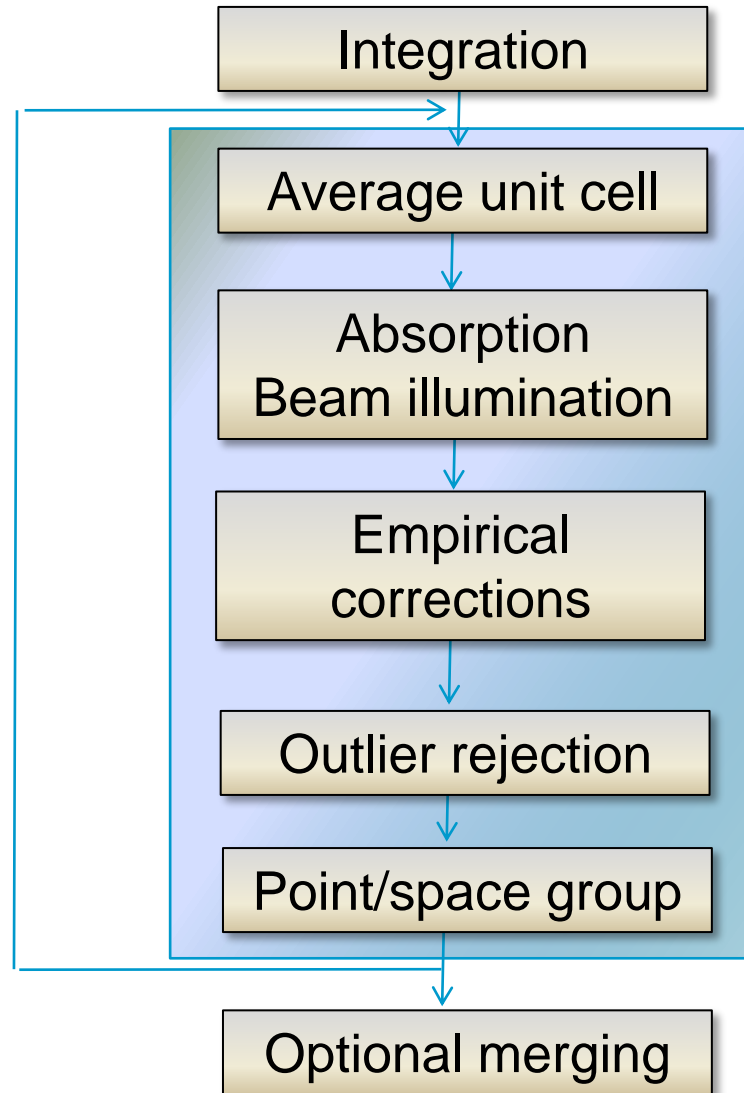 Integration
Average unit cell
Absorption
Beam illumination
Empirical
corrections
Outlier rejection
Point/space group
Optional merging